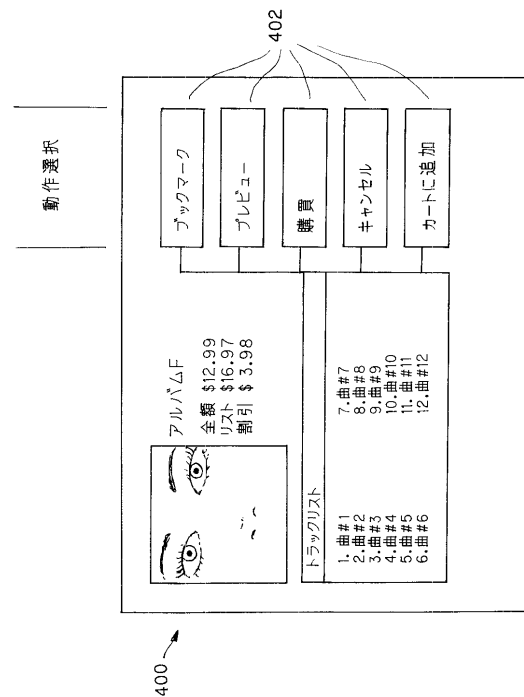 動作選択
402
ブックマーク
プレビュー
購買
キャンセル
カートに追加
アルバムF
全額 $12.99
リスト $16.97
割引 $ 3.98
トラックリスト
1. 曲#1
2. 曲#2
3. 曲#3
4. 曲#4
5. 曲#5
6. 曲#6
7. 曲#7
8. 曲#8
9. 曲#9
10. 曲#10
11. 曲#11
12. 曲#12
400